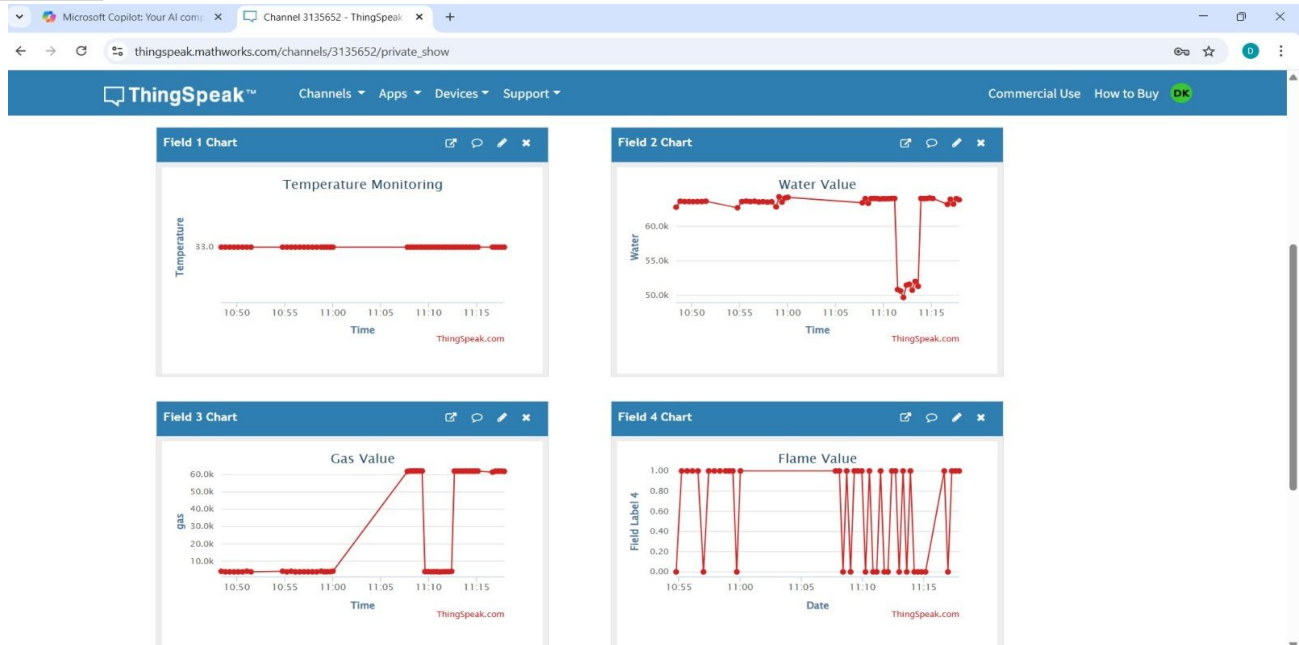 Microsoft Copilot: Your AI comp
Channel 3135652 - ThingSpeak
thingspeak.mathworks.com/channels/3135652/private_show
D
ThingSpeak™ Channels Apps Devices Support Commercial Use How to Buy DK
Field 1 Chart
Temperature Monitoring
Temperature
33.0
10:50 10:55 11:00 11:05 11:10 11:15
Time
ThingSpeak.com
Field 2 Chart
Water Value
Water
60.0k
55.0k
50.0k
10:50 10:55 11:00 11:05 11:10 11:15
Time
ThingSpeak.com
Field 3 Chart
Gas Value
gas
60.0k
50.0k
40.0k
30.0k
20.0k
10.0k
10:50 10:55 11:00 11:05 11:10 11:15
Time
ThingSpeak.com
Field 4 Chart
Flame Value
Field Label 4
1.00
0.80
0.60
0.40
0.20
0.00
10:55 11:00 11:05 11:10 11:15
Date
ThingSpeak.com